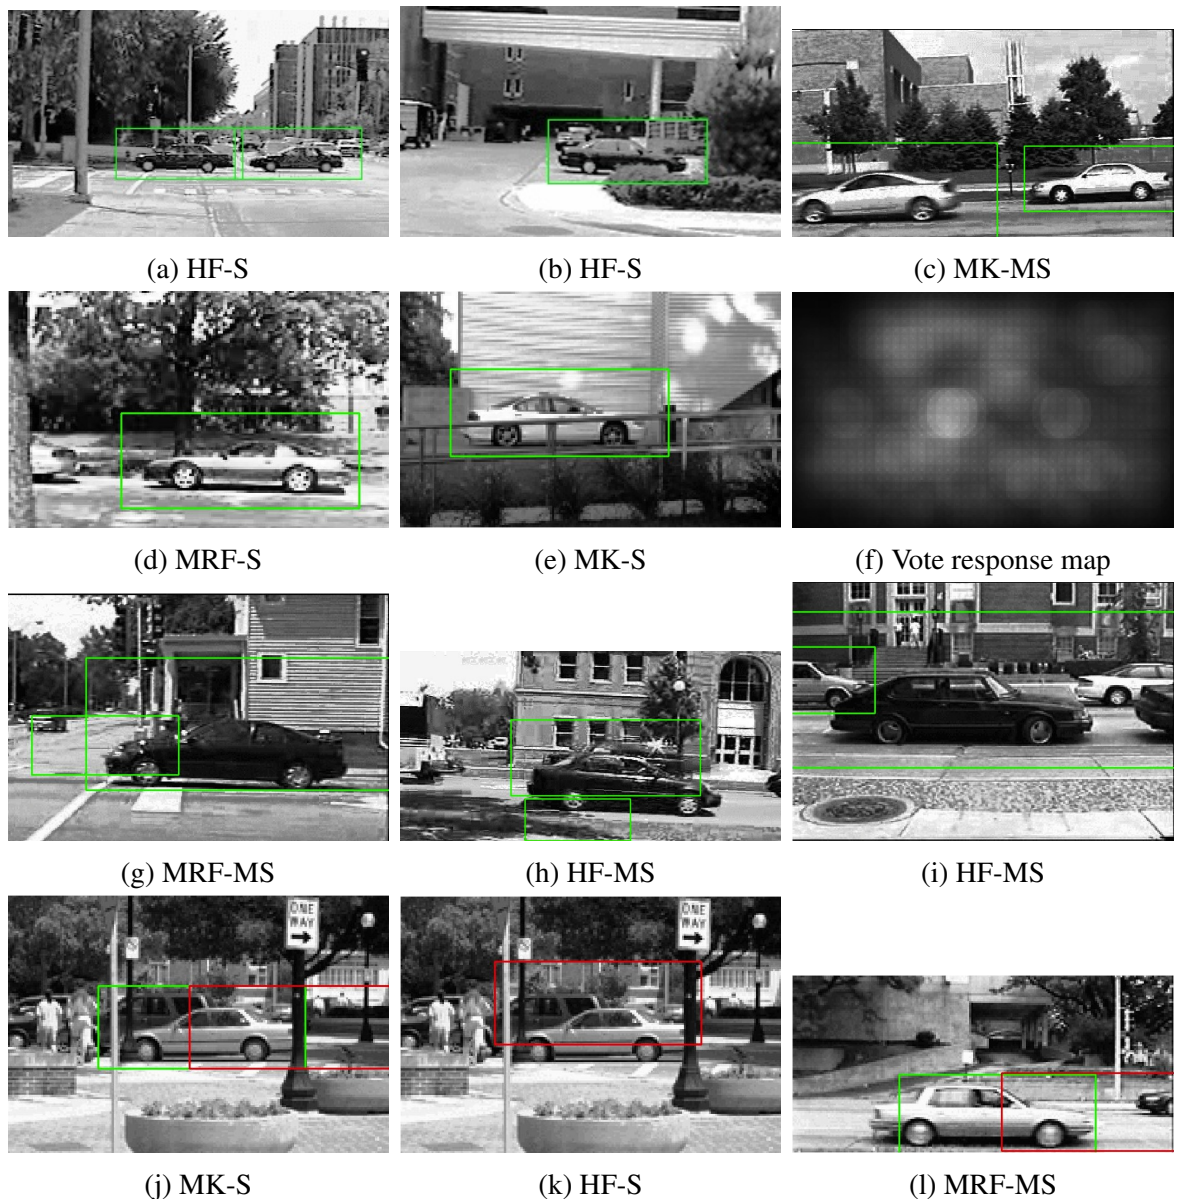 (a) HF-S
(b) HF-S
(c) MK-MS
(d) MRF-S
(e) MK-S
(f) Vote response map
(g) MRF-MS
(h) HF-MS
(i) HF-MS
ONE
WAY
ONE
WAY
(j) MK-S
(k) HF-S
(l) MRF-MS